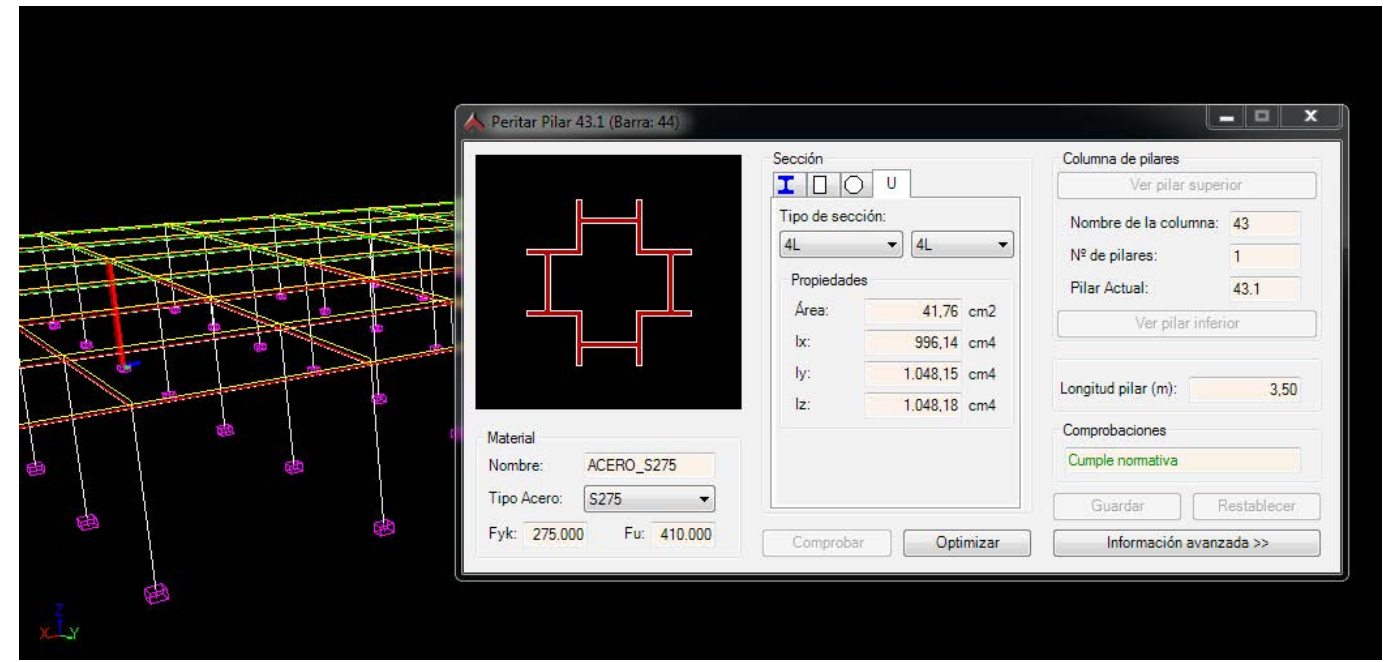 Peritar Pilar 43.1 (Barra: 44)
Sección
U
Tipo de sección:
4L 4L
Propiedades
Área: 41,76 cm2
Ix: 996,14 cm4
Iy: 1.048,15 cm4
Iz: 1.048,18 cm4
Material
Nombre: ACERO_S275
Tipo Acero: S275
Fyk: 275.000 Fu: 410.000
Comprobar Optimizar
Columna de pilares
Ver pilar superior
Nombre de la columna: 43
Nº de pilares: 1
Pilar Actual: 43.1
Ver pilar inferior
Longitud pilar (m): 3,50
Comprobaciones
Cumple normativa
Guardar Restablecer
Información avanzada >>
Z
X Y